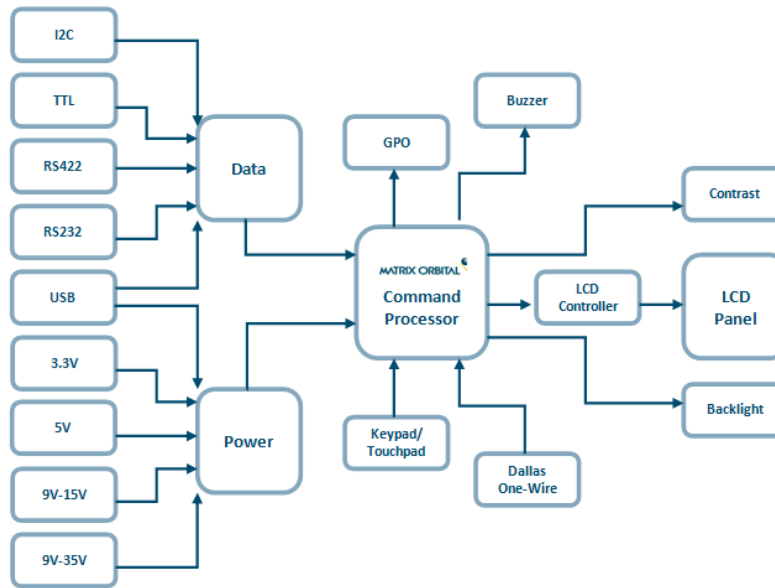 I2C
TTL
RS422
RS232
USB
3.3V
5V
9V-15V
9V-35V
Data
Power
GPO
Buzzer
MATRIX ORBITAL
Command
Processor
Keypad/
Touchpad
Dallas
One-Wire
Contrast
LCD
Controller
LCD
Panel
Backlight